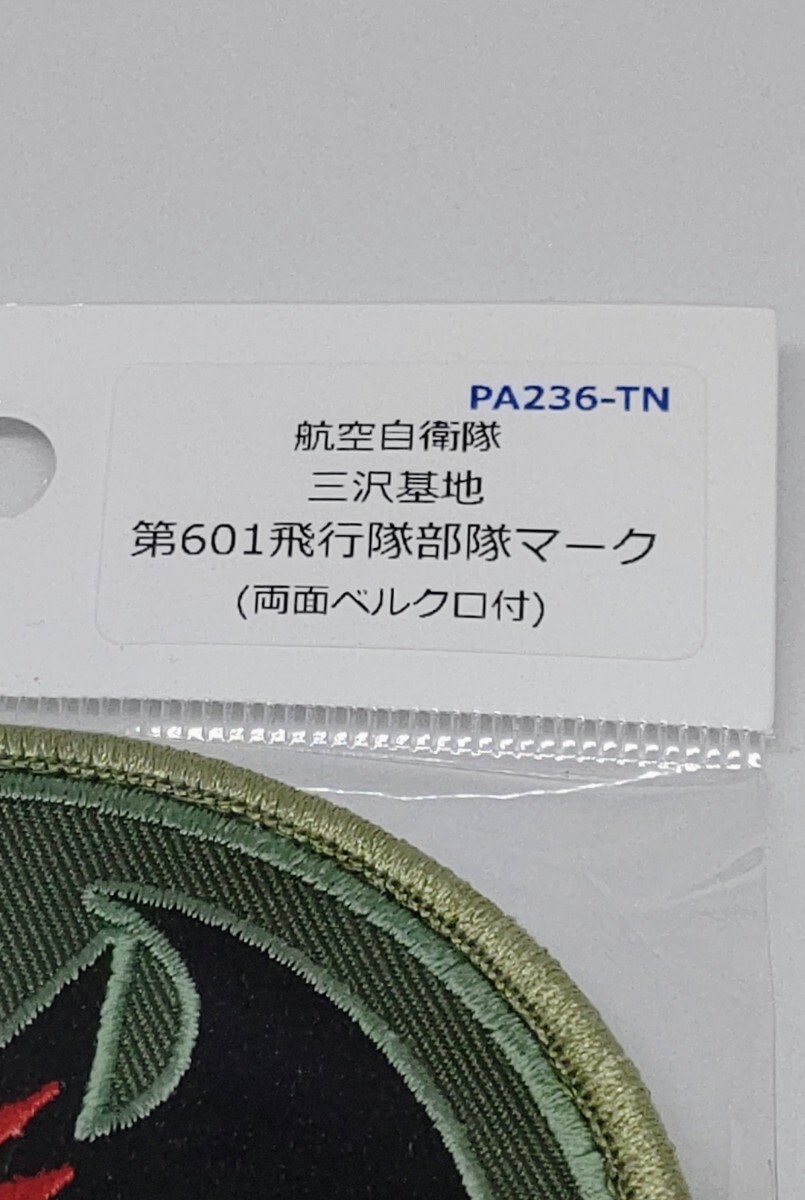 PA236-TN
航空自衛隊
三沢基地
第601飛行隊部隊マーク
(両面ベルクロ付)